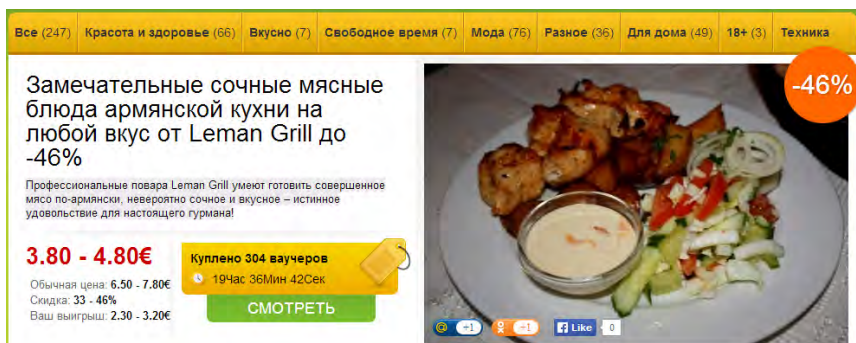 Все (247) Красота и здоровье (66) Вкусно (7) Свободное время (7) Мода (76) Разное (36) Для дома (49) 18+ (3) Техника
-46%
Замечательные сочные мясные
блюда армянской кухни на
любой вкус от Leman Grill до
-46%
Профессиональные повара Leman Grill умеют готовить совершенное
мясо по-армянски, невероятно сочное и вкусное – истинное
удовольствие для настоящего гурмана!
3.80 - 4.80€
Обычная цена: 6.50 - 7.80€
Скидка: 33 - 46%
Ваш выигрыш: 2.30 - 3.20€
Куплено 304 ваучеров
19Час 36Мин 42Сек
СМОТРЕТЬ
@ +1 +1 f Like 0